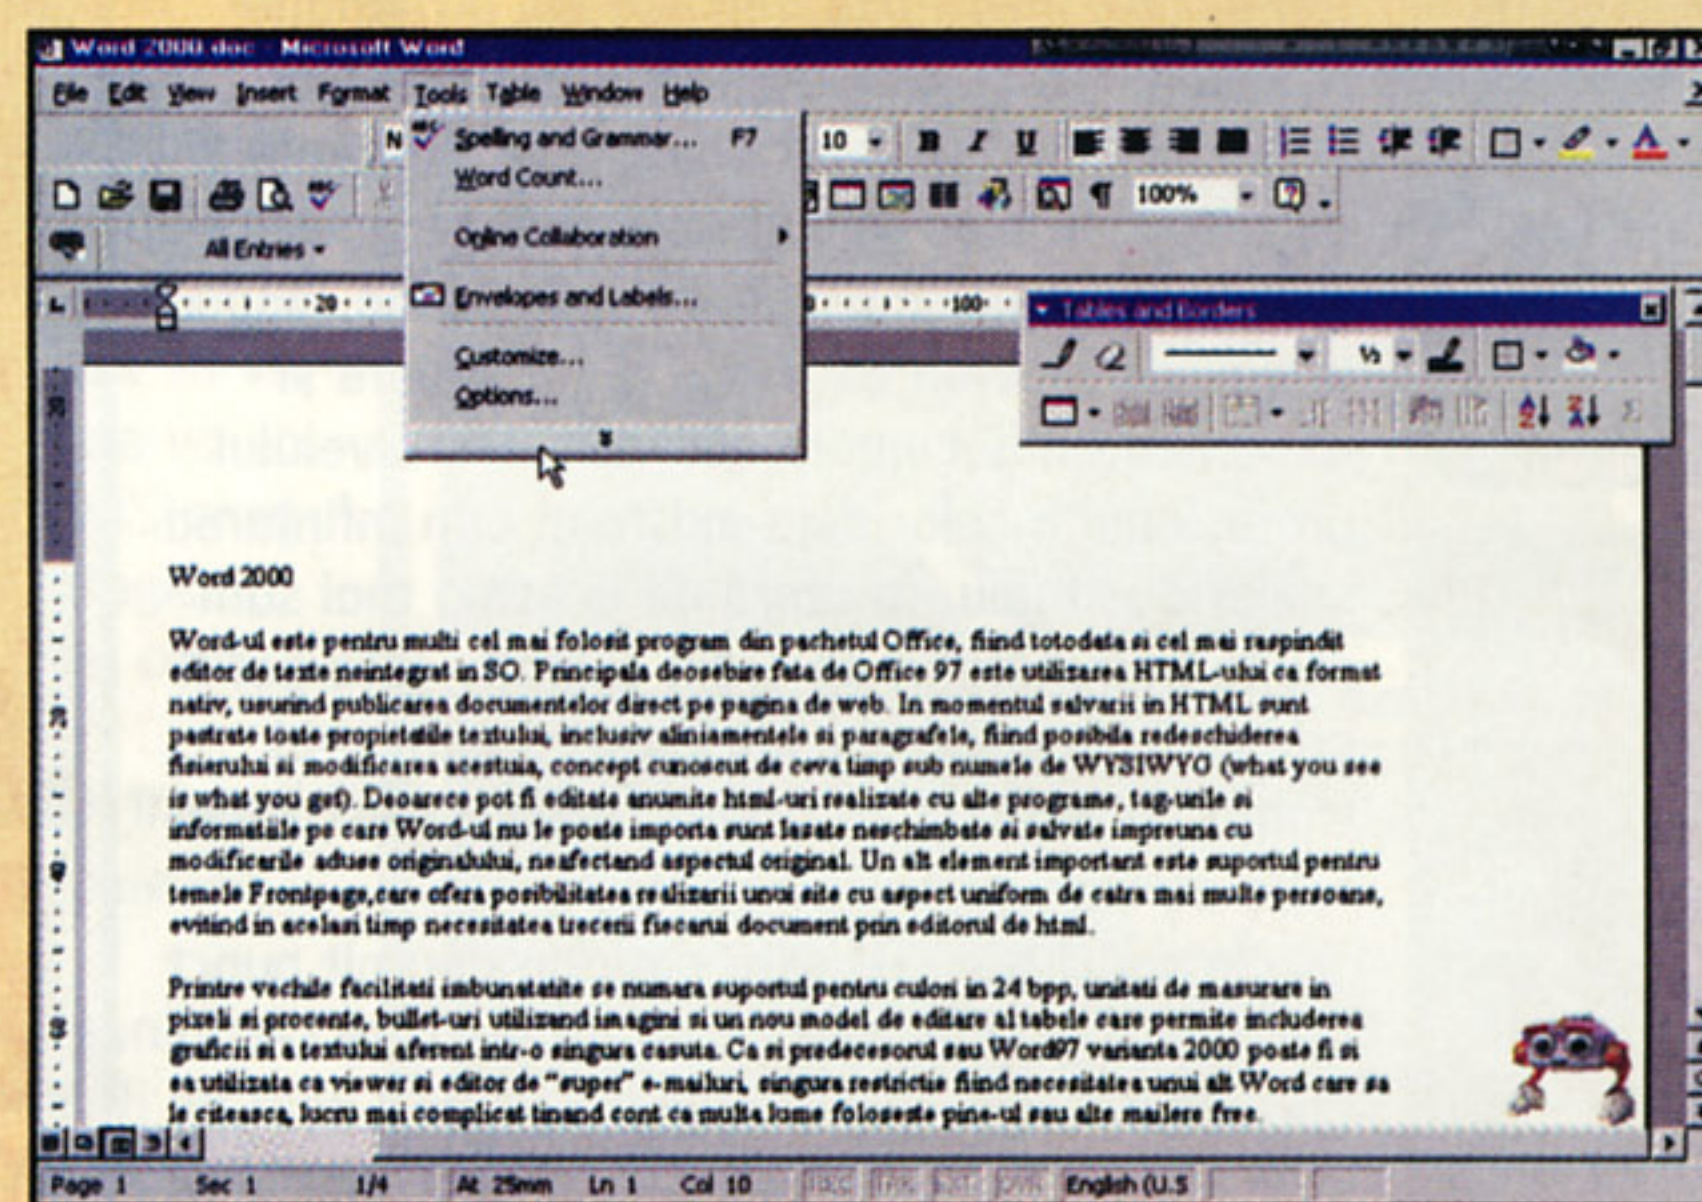 Word 2000.doc - Microsoft Word
File Edit View Insert Format Tools Table Window Help
N
10
B I U
100%
All Entries
Spelling and Grammar... F7
Word Count...
Online Collaboration
Envelopes and Labels...
Customize...
Options...
20
100
Tables and Borders
½
Word 2000
Word-ul este pentru multi cel mai folosit program din pachetul Office, fiind totodata si cel mai raspindit
editor de texte neintegrat in SO. Principala deosebire fata de Office 97 este utilizarea HTML-ului ca format
nativ, usurind publicarea documentelor direct pe pagina de web. In momentul salvarii in HTML sunt
pastrate toate propietatile textului, inclusiv aliniamentele si paragrafele, fiind posibila redeschiderea
fisierului si modificarea acestuia, concept cunoscut de ceva timp sub numele de WYSIWYG (what you see
is what you get). Deoarece pot fi editate anumite html-uri realizate cu alte programe, tag-urile si
informatiile pe care Word-ul nu le poate importa sunt lasate neschimbate si salvate impreuna cu
modificarile aduse originalului, neafectand aspectul original. Un alt element important este suportul pentru
temele Frontpage,care ofera posibilitatea realizarii unui site cu aspect uniform de catra mai multe persoane,
evitind in acelasi timp necesitatea trecerii fiecarui document prin editorul de html.
Printre vechile facilitati imbunatatite se numara suportul pentru culori in 24 bpp, unitati de masurare in
pixeli si procente, bullet-uri utilizand imagini si un nou model de editare al tabele care permite includerea
graficii si a textului aferent intr-o singura casuta. Ca si predecesorul sau Word97 varianta 2000 poate fi si
ea utilizata ca viewer si editor de "super" e-mailuri, singura restrictie fiind necesitatea unui alt Word care sa
le citeasca, lucru mai complicat tinand cont ca multa lume foloseste pine-ul sau alte mailere free.
Page 1 Sec 1 1/4 At 25mm Ln 1 Col 10 REC TRK EXT OVR English (U.S